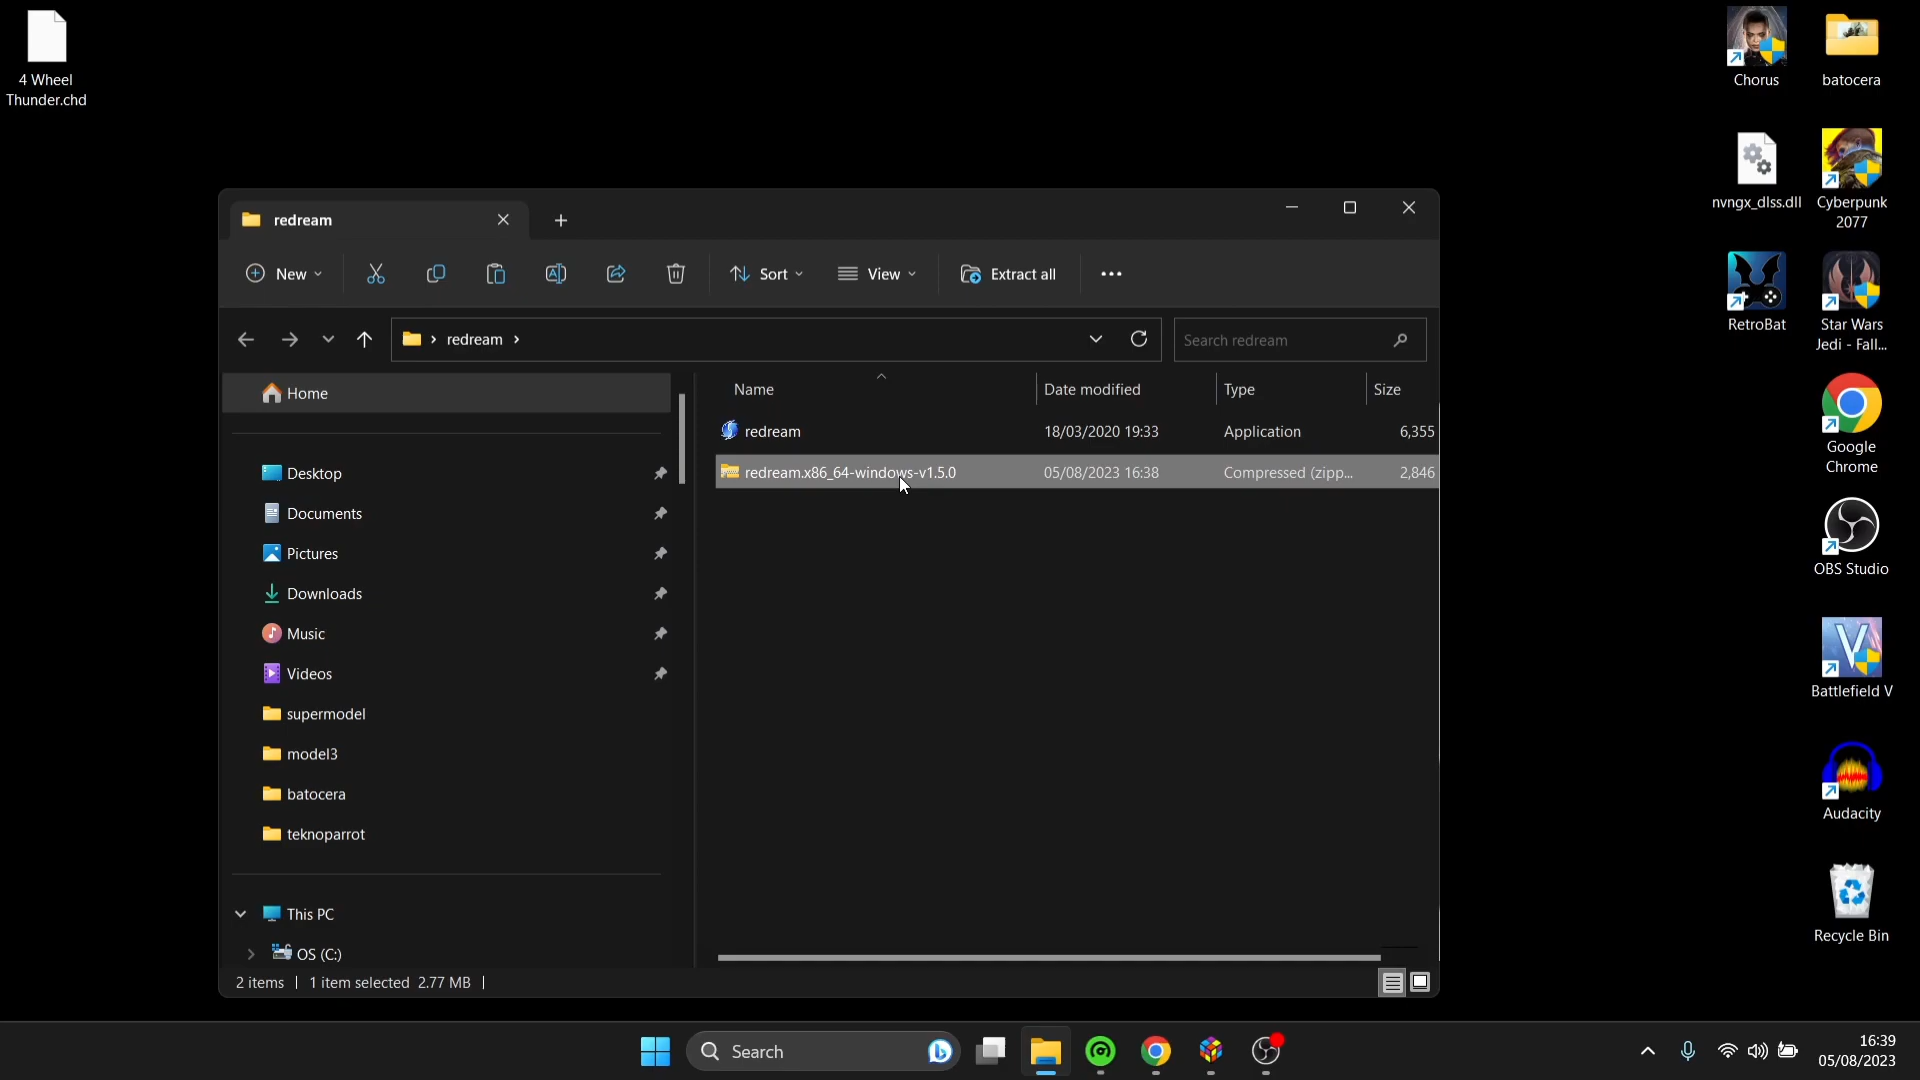 4 Wheel
Thunder.chd
Chorus
batocera
nvngx_dlss.dll
Cyberpunk
2077
RetroBat
Star Wars
Jedi - Fall...
Google
Chrome
OBS Studio
Battlefield V
Audacity
Recycle Bin
redream
New
Sort
View
Extract all
redream
Search redream
Home
Desktop
Documents
Pictures
Downloads
Music
Videos
supermodel
model3
batocera
teknoparrot
This PC
OS (C:)
Name
Date modified
Type
Size
redream
18/03/2020 19:33
Application
6,355
redream.x86_64-windows-v1.5.0
05/08/2023 16:38
Compressed (zipp...
2,846
2 items
1 item selected 2.77 MB
Search
16:39
05/08/2023